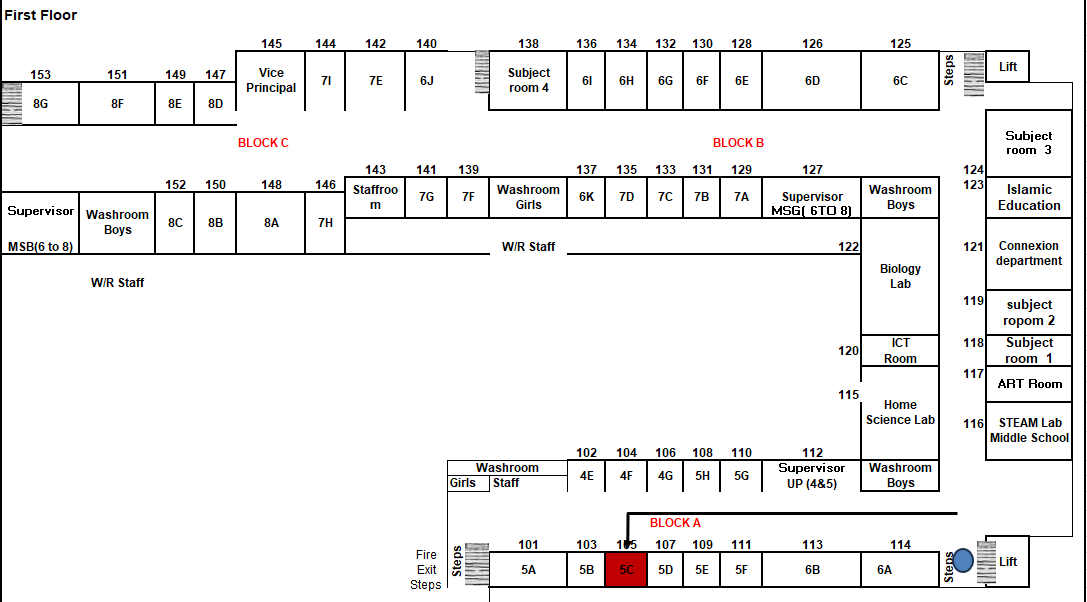 First Floor
145 144 142 140 138 136 134 132 130 128 126 125
153 151 149 147
Vice
Principal
7I
7E
6J
Subject
room 4
6I
6H
6G
6F
6E
6D
6C
Steps
Lift
8G
8F
8E
8D
BLOCK C
BLOCK B
Subject
room 3
124
123
Islamic
Education
143 141 139 137 135 133 131 129 127
152 150 148 146
Staffroo
m
7G
7F
Washroom
Girls
6K
7D
7C
7B
7A
Supervisor
MSG( 6TO 8)
Washroom
Boys
Supervisor
MSB(6 to 8)
Washroom
Boys
8C
8B
8A
7H
W/R Staff
122
121
Connexion
department
W/R Staff
Biology
Lab
119
subject
ropom 2
120
ICT
Room
118
Subject
room 1
117
ART Room
115
Home
Science Lab
116
STEAM Lab
Middle School
102 104 106 108 110 112
Washroom
Girls
Staff
4E
4F
4G
5H
5G
Supervisor
UP (4&5)
Washroom
Boys
BLOCK A
101 103 105 107 109 111 113 114
Fire
Exit
Steps
Steps
5A
5B
5C
5D
5E
5F
6B
6A
Steps
Lift